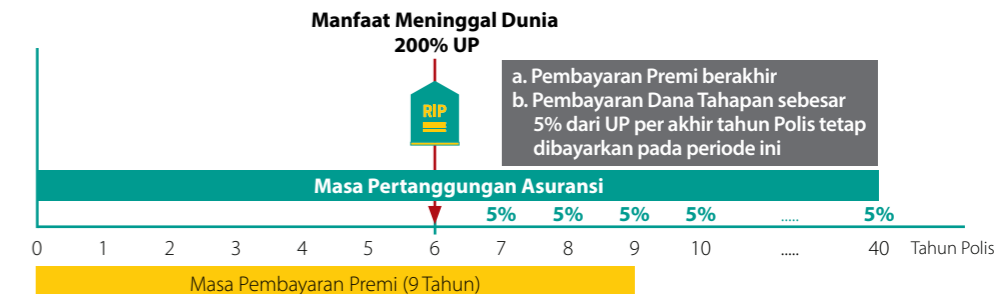 Manfaat Meninggal Dunia
200% UP
RIP
a. Pembayaran Premi berakhir
b. Pembayaran Dana Tahapan sebesar
5% dari UP per akhir tahun Polis tetap
dibayarkan pada periode ini
Masa Pertanggungan Asuransi
5% 5% 5% 5% ..... 5%
0 1 2 3 4 5 6 7 8 9 10 ..... 40 Tahun Polis
Masa Pembayaran Premi (9 Tahun)